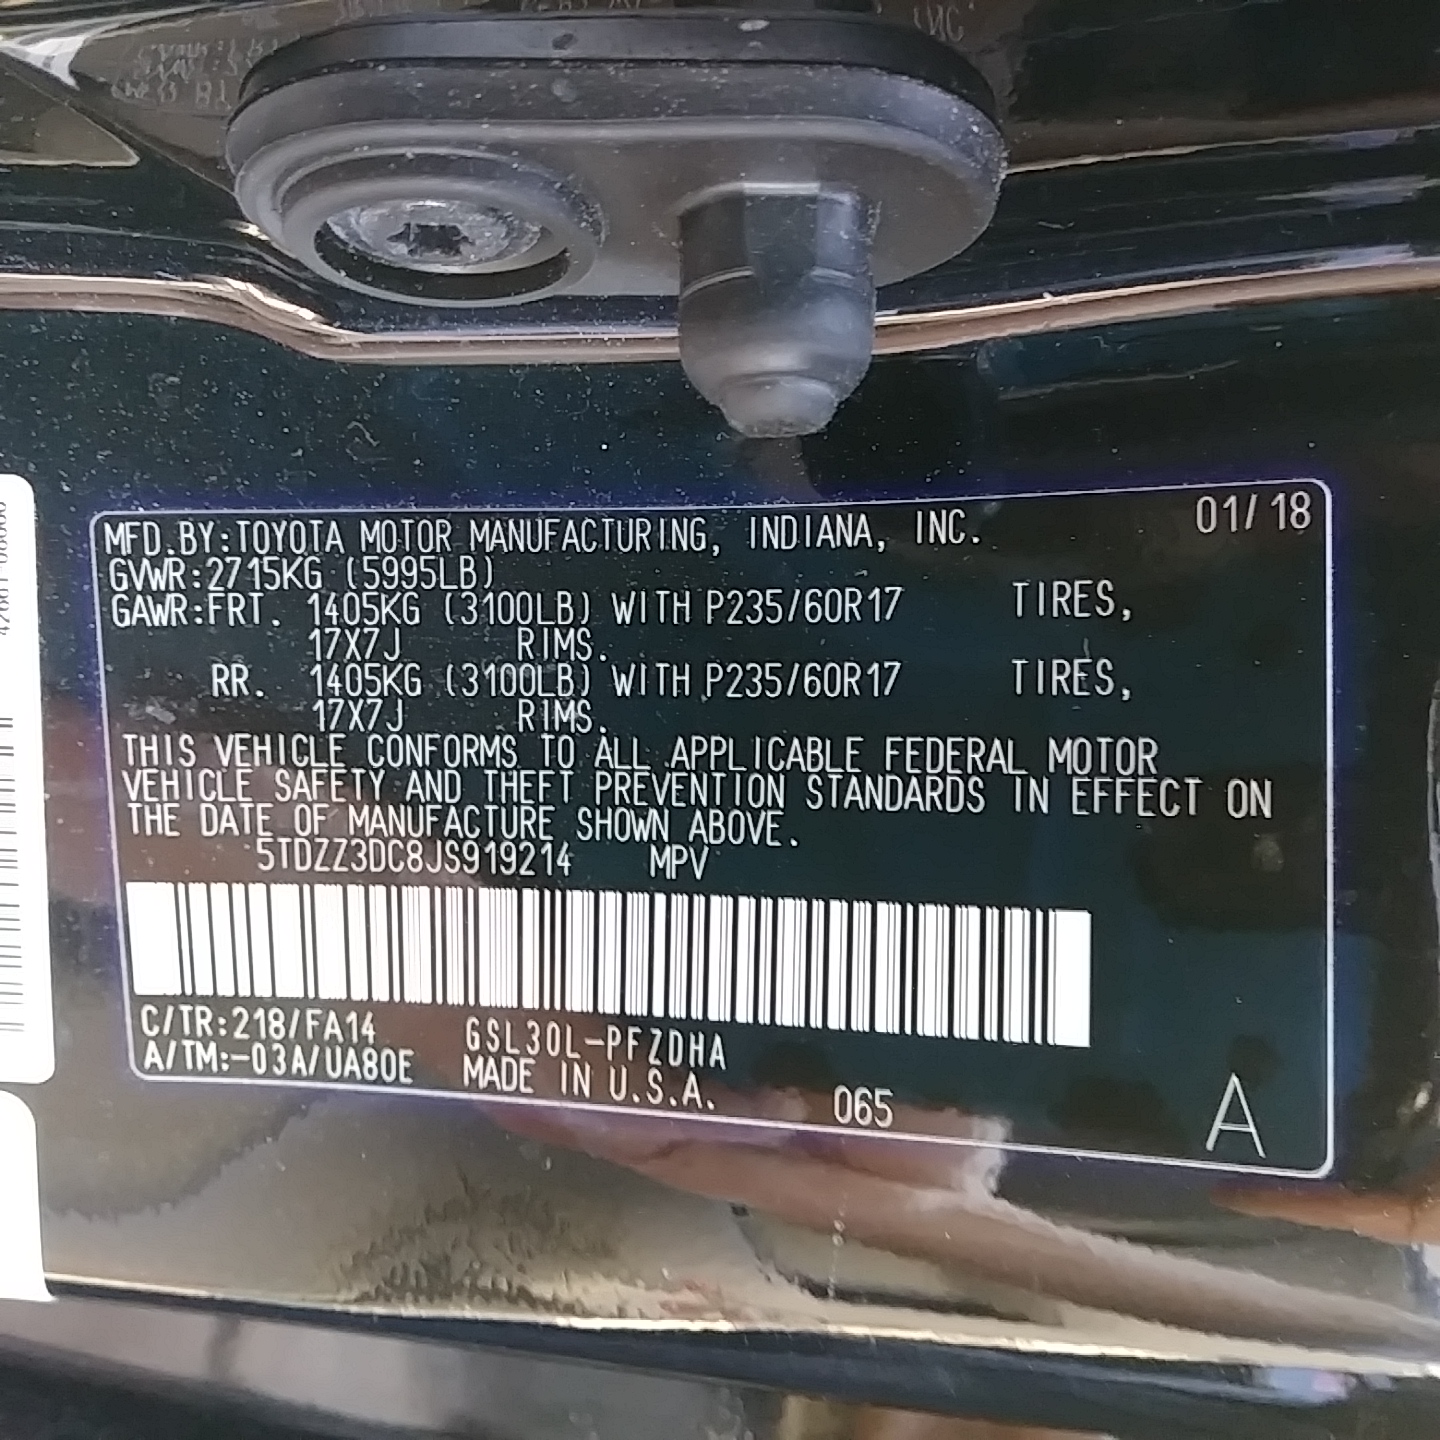 01/18
MFD.BY:TOYOTA MOTOR MANUFACTURING, INDIANA, INC.
GVWR:2715KG (5995LB)
GAWR:FRT. 1405KG (3100LB) WITH P235/60R17 TIRES,
17X7J RIMS.
RR. 1405KG (3100LB) WITH P235/60R17 TIRES,
17X7J RIMS.
THIS VEHICLE CONFORMS TO ALL APPLICABLE FEDERAL MOTOR
VEHICLE SAFETY AND THEFT PREVENTION STANDARDS IN EFFECT ON
THE DATE OF MANUFACTURE SHOWN ABOVE.
5TDZZ3DC8JS919214 MPV
C/TR:218/FA14 GSL30L-PFZDHA
A/TM:-03A/UA80E MADE IN U.S.A.
065
A